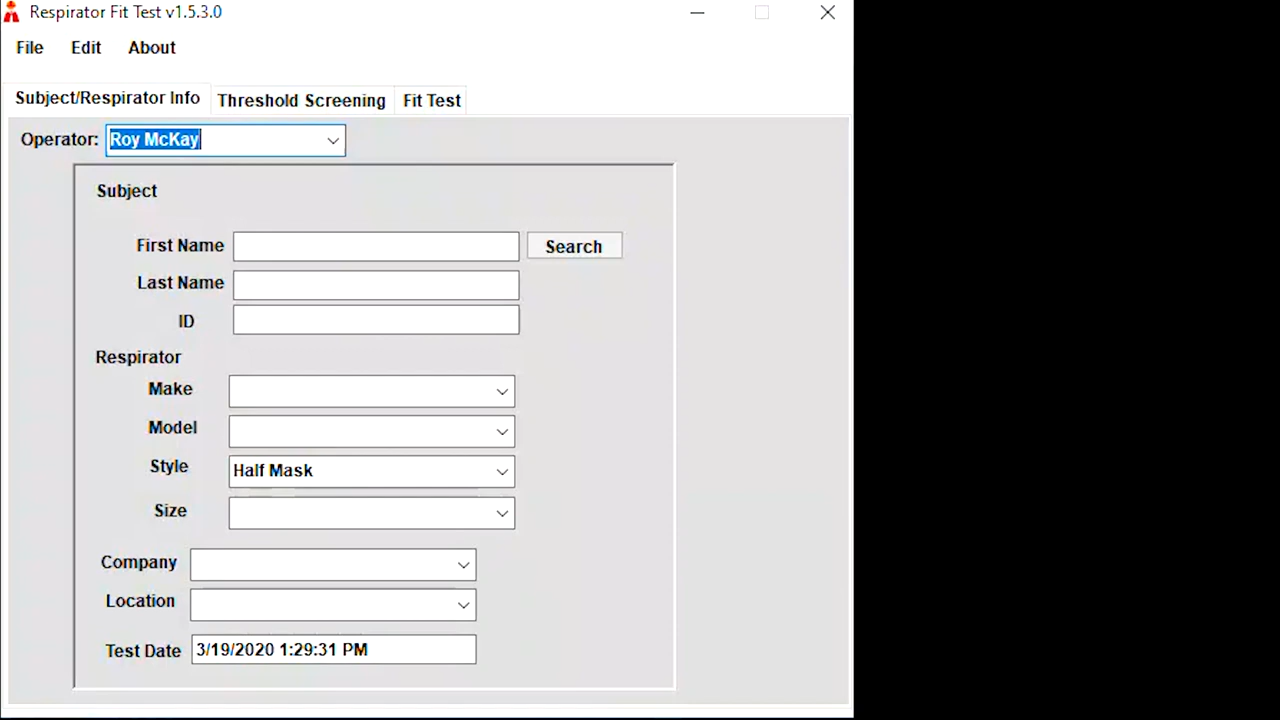 Respirator Fit Test v1.5.3.0
File Edit About
Subject/Respirator Info Threshold Screening Fit Test
Operator: Roy McKay
Subject
First Name Search
Last Name
ID
Respirator
Make
Model
Style Half Mask
Size
Company
Location
Test Date 3/19/2020 1:29:31 PM